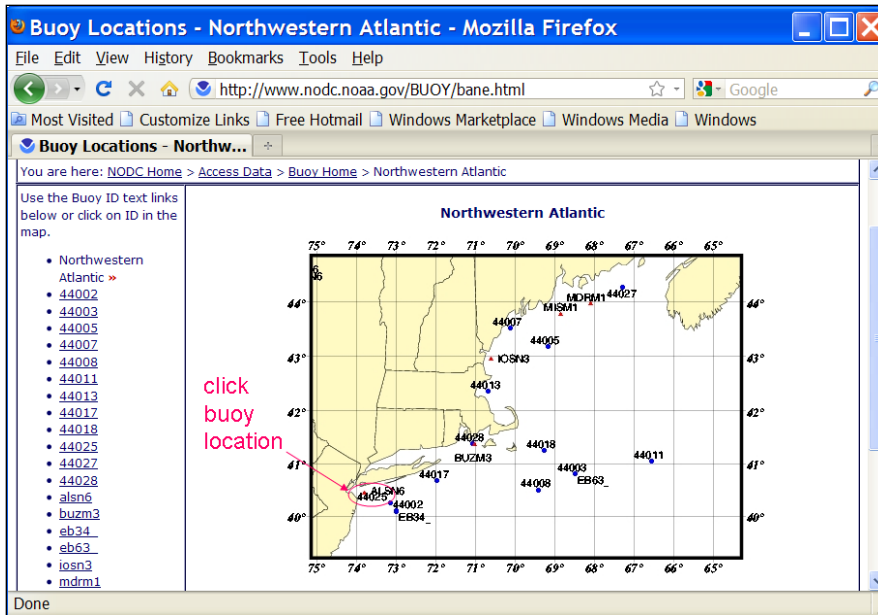 Buoy Locations - Northwestern Atlantic - Mozilla Firefox
File Edit View History Bookmarks Tools Help
http://www.nodc.noaa.gov/BUOY/bane.html
Google
Most Visited Customize Links Free Hotmail Windows Marketplace Windows Media Windows
Buoy Locations - Northw...
You are here: NODC Home > Access Data > Buoy Home > Northwestern Atlantic
Use the Buoy ID text links
below or click on ID in the
map.
Northwestern
Atlantic »
44002
44003
44005
44007
44008
44011
44013
44017
44018
44025
44027
44028
alsn6
buzm3
eb34_
eb63_
iosn3
mdrm1
click
buoy
location
Northwestern Atlantic
75° 74° 73° 72° 71° 70° 69° 68° 67° 66° 65°
44° 44°
43° 43°
42° 42°
41° 41°
40° 40°
MDRM1 44027
MISM1
44007
44005
IOSN3
44013
44028
BUZM3
44018
44011
44003
EB63_
44008
44017
ALSN6
44025
44002
EB34_
75° 74° 73° 72° 71° 70° 69° 68° 67° 66° 65°
Done